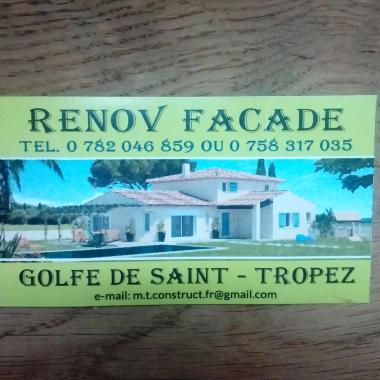 RENOV FACADE
TEL. 0 782 046 859 OU 0 758 317 035
GOLFE DE SAINT - TROPEZ
e-mail: m.t.construct.fr@gmail.com